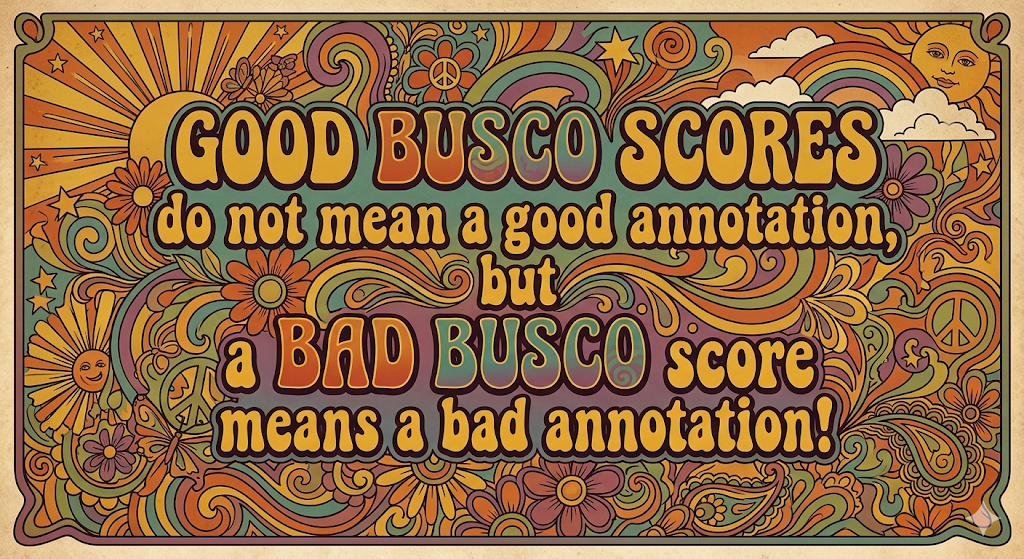 GOOD BUSCO SCORES
do not mean a good annotation,
but
a BAD BUSCO score
means a bad annotation!